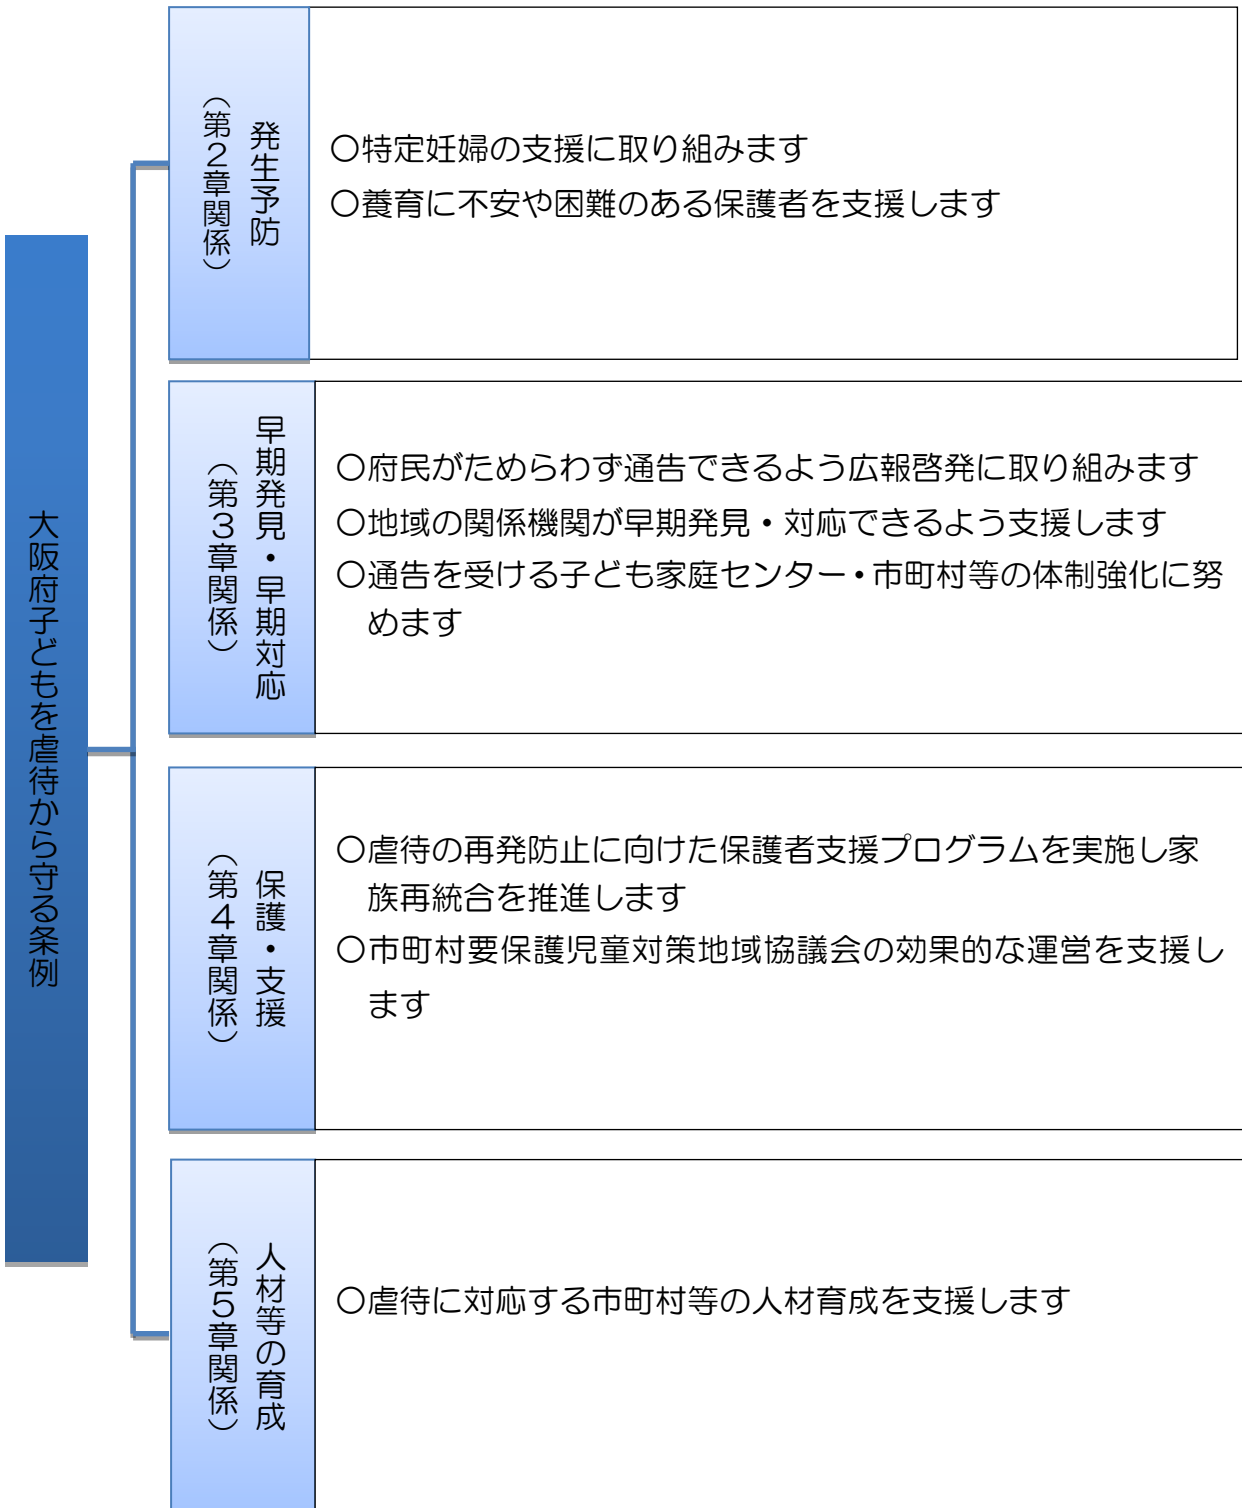 大阪府子どもを虐待から守る条例
発生予防
（第２章関係）
〇特定妊婦の支援に取り組みます
〇養育に不安や困難のある保護者を支援します
早期発見・早期対応
（第３章関係）
〇府民がためらわず通告できるよう広報啓発に取り組みます
〇地域の関係機関が早期発見・対応できるよう支援します
〇通告を受ける子ども家庭センター・市町村等の体制強化に努
めます
保護・支援
（第４章関係）
〇虐待の再発防止に向けた保護者支援プログラムを実施し家
族再統合を推進します
〇市町村要保護児童対策地域協議会の効果的な運営を支援し
ます
人材等の育成
（第５章関係）
〇虐待に対応する市町村等の人材育成を支援します